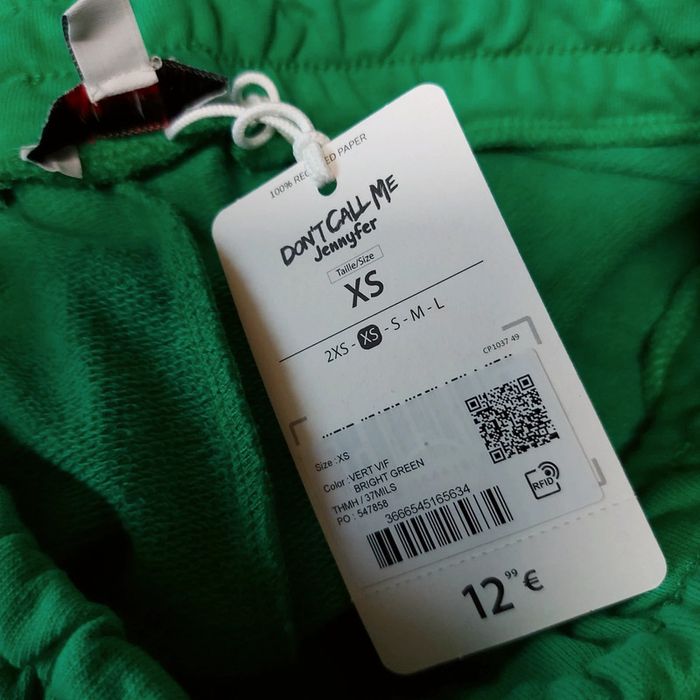 100% RECYCLED PAPER
DON'T CALL ME
Jennyfer
Taille/Size
XS
2XS - XS - S - M - L
CP1037 49
Size : XS
Color : VERT VIF
BRIGHT GREEN
THMH / 37MILS
PO : 547858
RFID
3666545165634
12,99 €